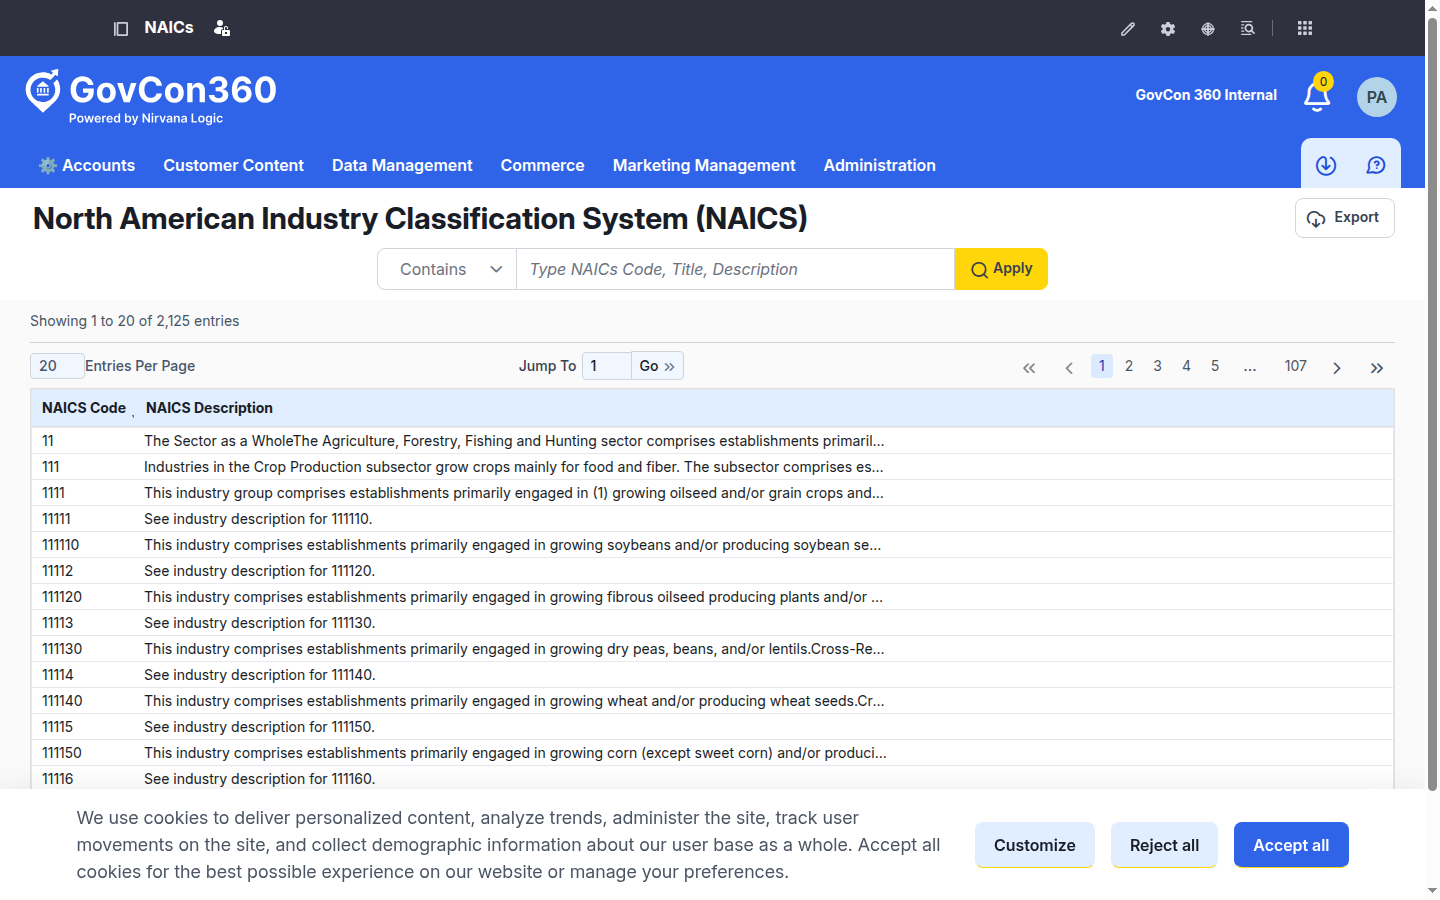 NAICs
GovCon360
Powered by Nirvana Logic
GovCon 360 Internal
0
PA
Accounts Customer Content Data Management Commerce Marketing Management Administration
North American Industry Classification System (NAICS)
Export
Contains
Type NAICs Code, Title, Description
Apply
Showing 1 to 20 of 2,125 entries
20 Entries Per Page
Jump To 1 Go »
« ‹ 1 2 3 4 5 ... 107 › »
NAICS Code NAICS Description
11 The Sector as a WholeThe Agriculture, Forestry, Fishing and Hunting sector comprises establishments primaril...
111 Industries in the Crop Production subsector grow crops mainly for food and fiber. The subsector comprises es...
1111 This industry group comprises establishments primarily engaged in (1) growing oilseed and/or grain crops and...
11111 See industry description for 111110.
111110 This industry comprises establishments primarily engaged in growing soybeans and/or producing soybean se...
11112 See industry description for 111120.
111120 This industry comprises establishments primarily engaged in growing fibrous oilseed producing plants and/or ...
11113 See industry description for 111130.
111130 This industry comprises establishments primarily engaged in growing dry peas, beans, and/or lentils.Cross-Re...
11114 See industry description for 111140.
111140 This industry comprises establishments primarily engaged in growing wheat and/or producing wheat seeds.Cr...
11115 See industry description for 111150.
111150 This industry comprises establishments primarily engaged in growing corn (except sweet corn) and/or produci...
11116 See industry description for 111160.
We use cookies to deliver personalized content, analyze trends, administer the site, track user
movements on the site, and collect demographic information about our user base as a whole. Accept all
cookies for the best possible experience on our website or manage your preferences.
Customize
Reject all
Accept all